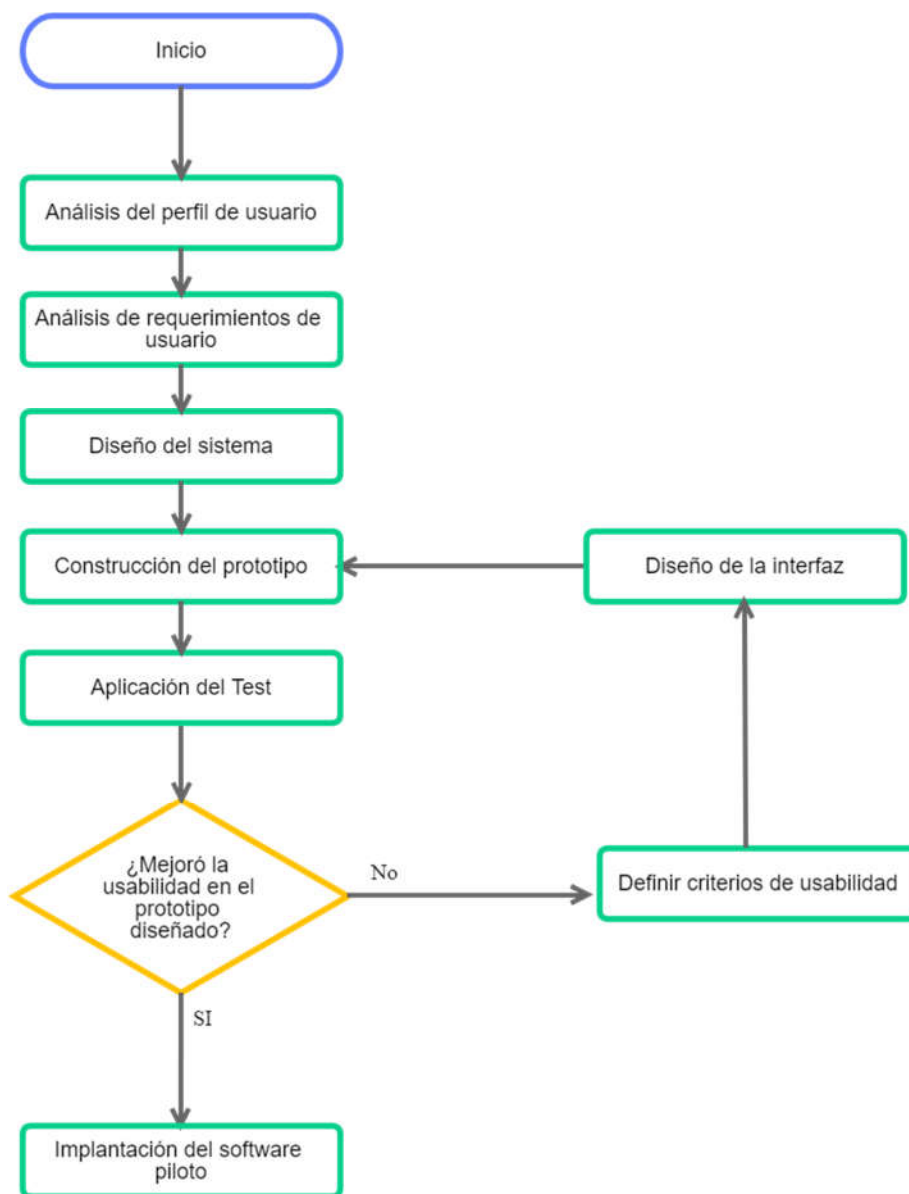 Inicio
Análisis del perfil de usuario
Análisis de requerimientos de
usuario
Diseño del sistema
Construcción del prototipo
Diseño de la interfaz
Aplicación del Test
¿Mejoró la
usabilidad en el
prototipo
diseñado?
No
Definir criterios de usabilidad
SI
Implantación del software
piloto